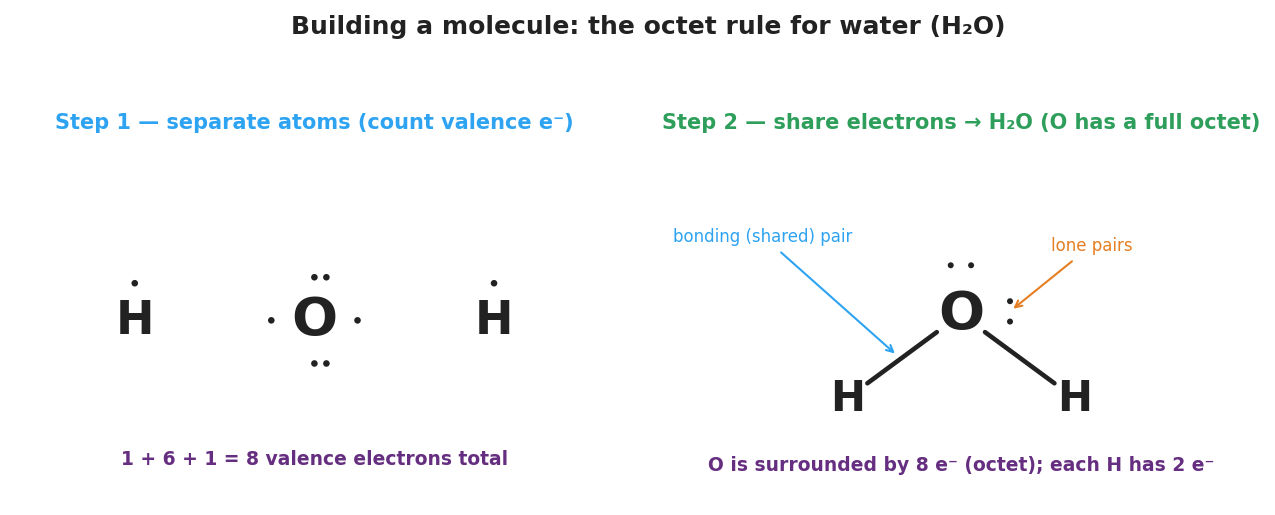 Building a molecule: the octet rule for water (H₂O)
Step 1 — separate atoms (count valence e⁻)
H
O
H
1 + 6 + 1 = 8 valence electrons total
Step 2 — share electrons → H₂O (O has a full octet)
bonding (shared) pair
lone pairs
O
H
H
O is surrounded by 8 e⁻ (octet); each H has 2 e⁻